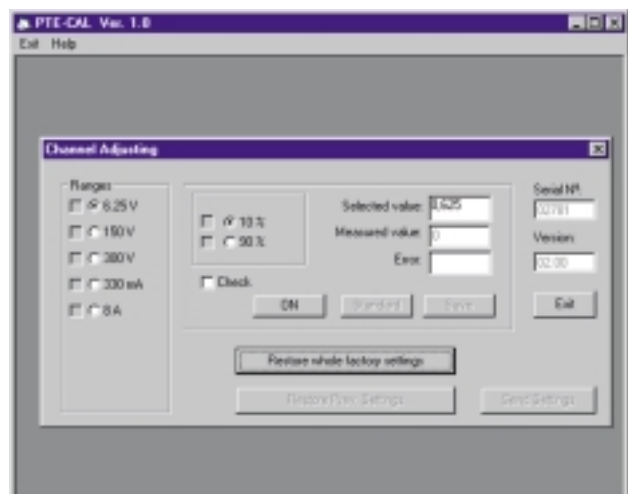 PTE-CAL Ver. 1.0
Exit Help
Channel Adjusting
Ranges
6.25 V
150 V
300 V
330 mA
8 A
10 %
90 %
Check
Selected value: 0,625
Measured value: 0
Error:
ON
Standard
Save
Serial Nº:
02781
Version:
02.00
Exit
Restore whole factory settings
Restore Prev. Settings
Send Settings